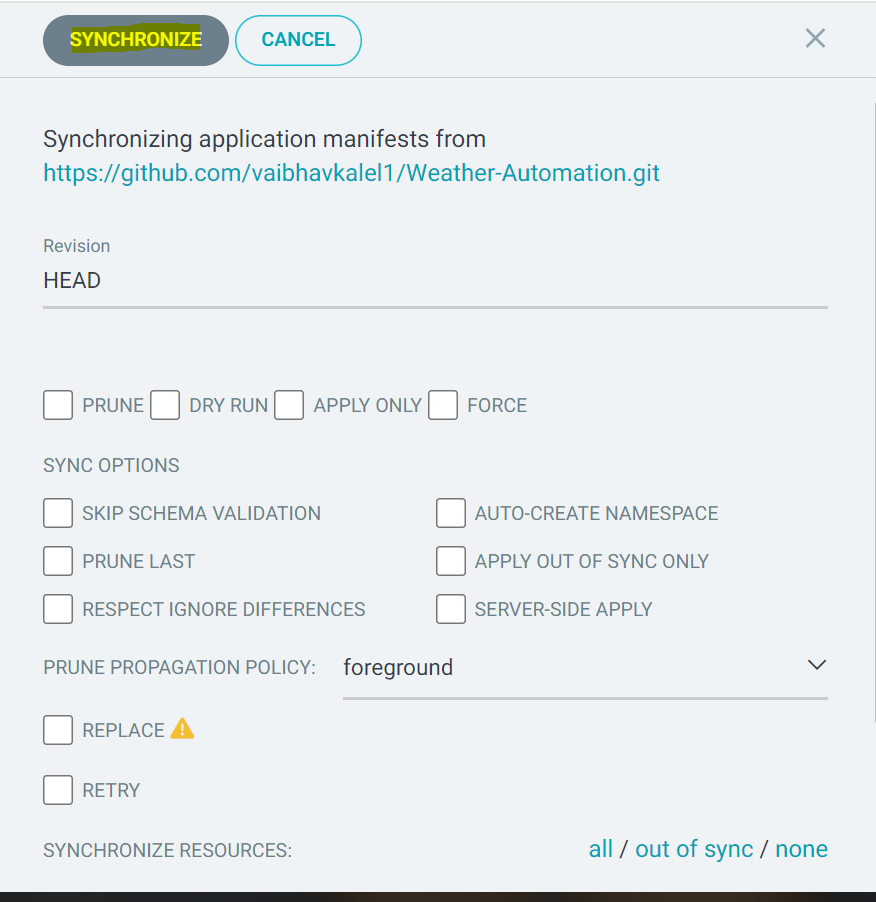 SYNCHRONIZE CANCEL
Synchronizing application manifests from
https://github.com/vaibhavkalel1/Weather-Automation.git
Revision
HEAD
PRUNE DRY RUN APPLY ONLY FORCE
SYNC OPTIONS
SKIP SCHEMA VALIDATION AUTO-CREATE NAMESPACE
PRUNE LAST APPLY OUT OF SYNC ONLY
RESPECT IGNORE DIFFERENCES SERVER-SIDE APPLY
PRUNE PROPAGATION POLICY: foreground
REPLACE
RETRY
SYNCHRONIZE RESOURCES: all / out of sync / none